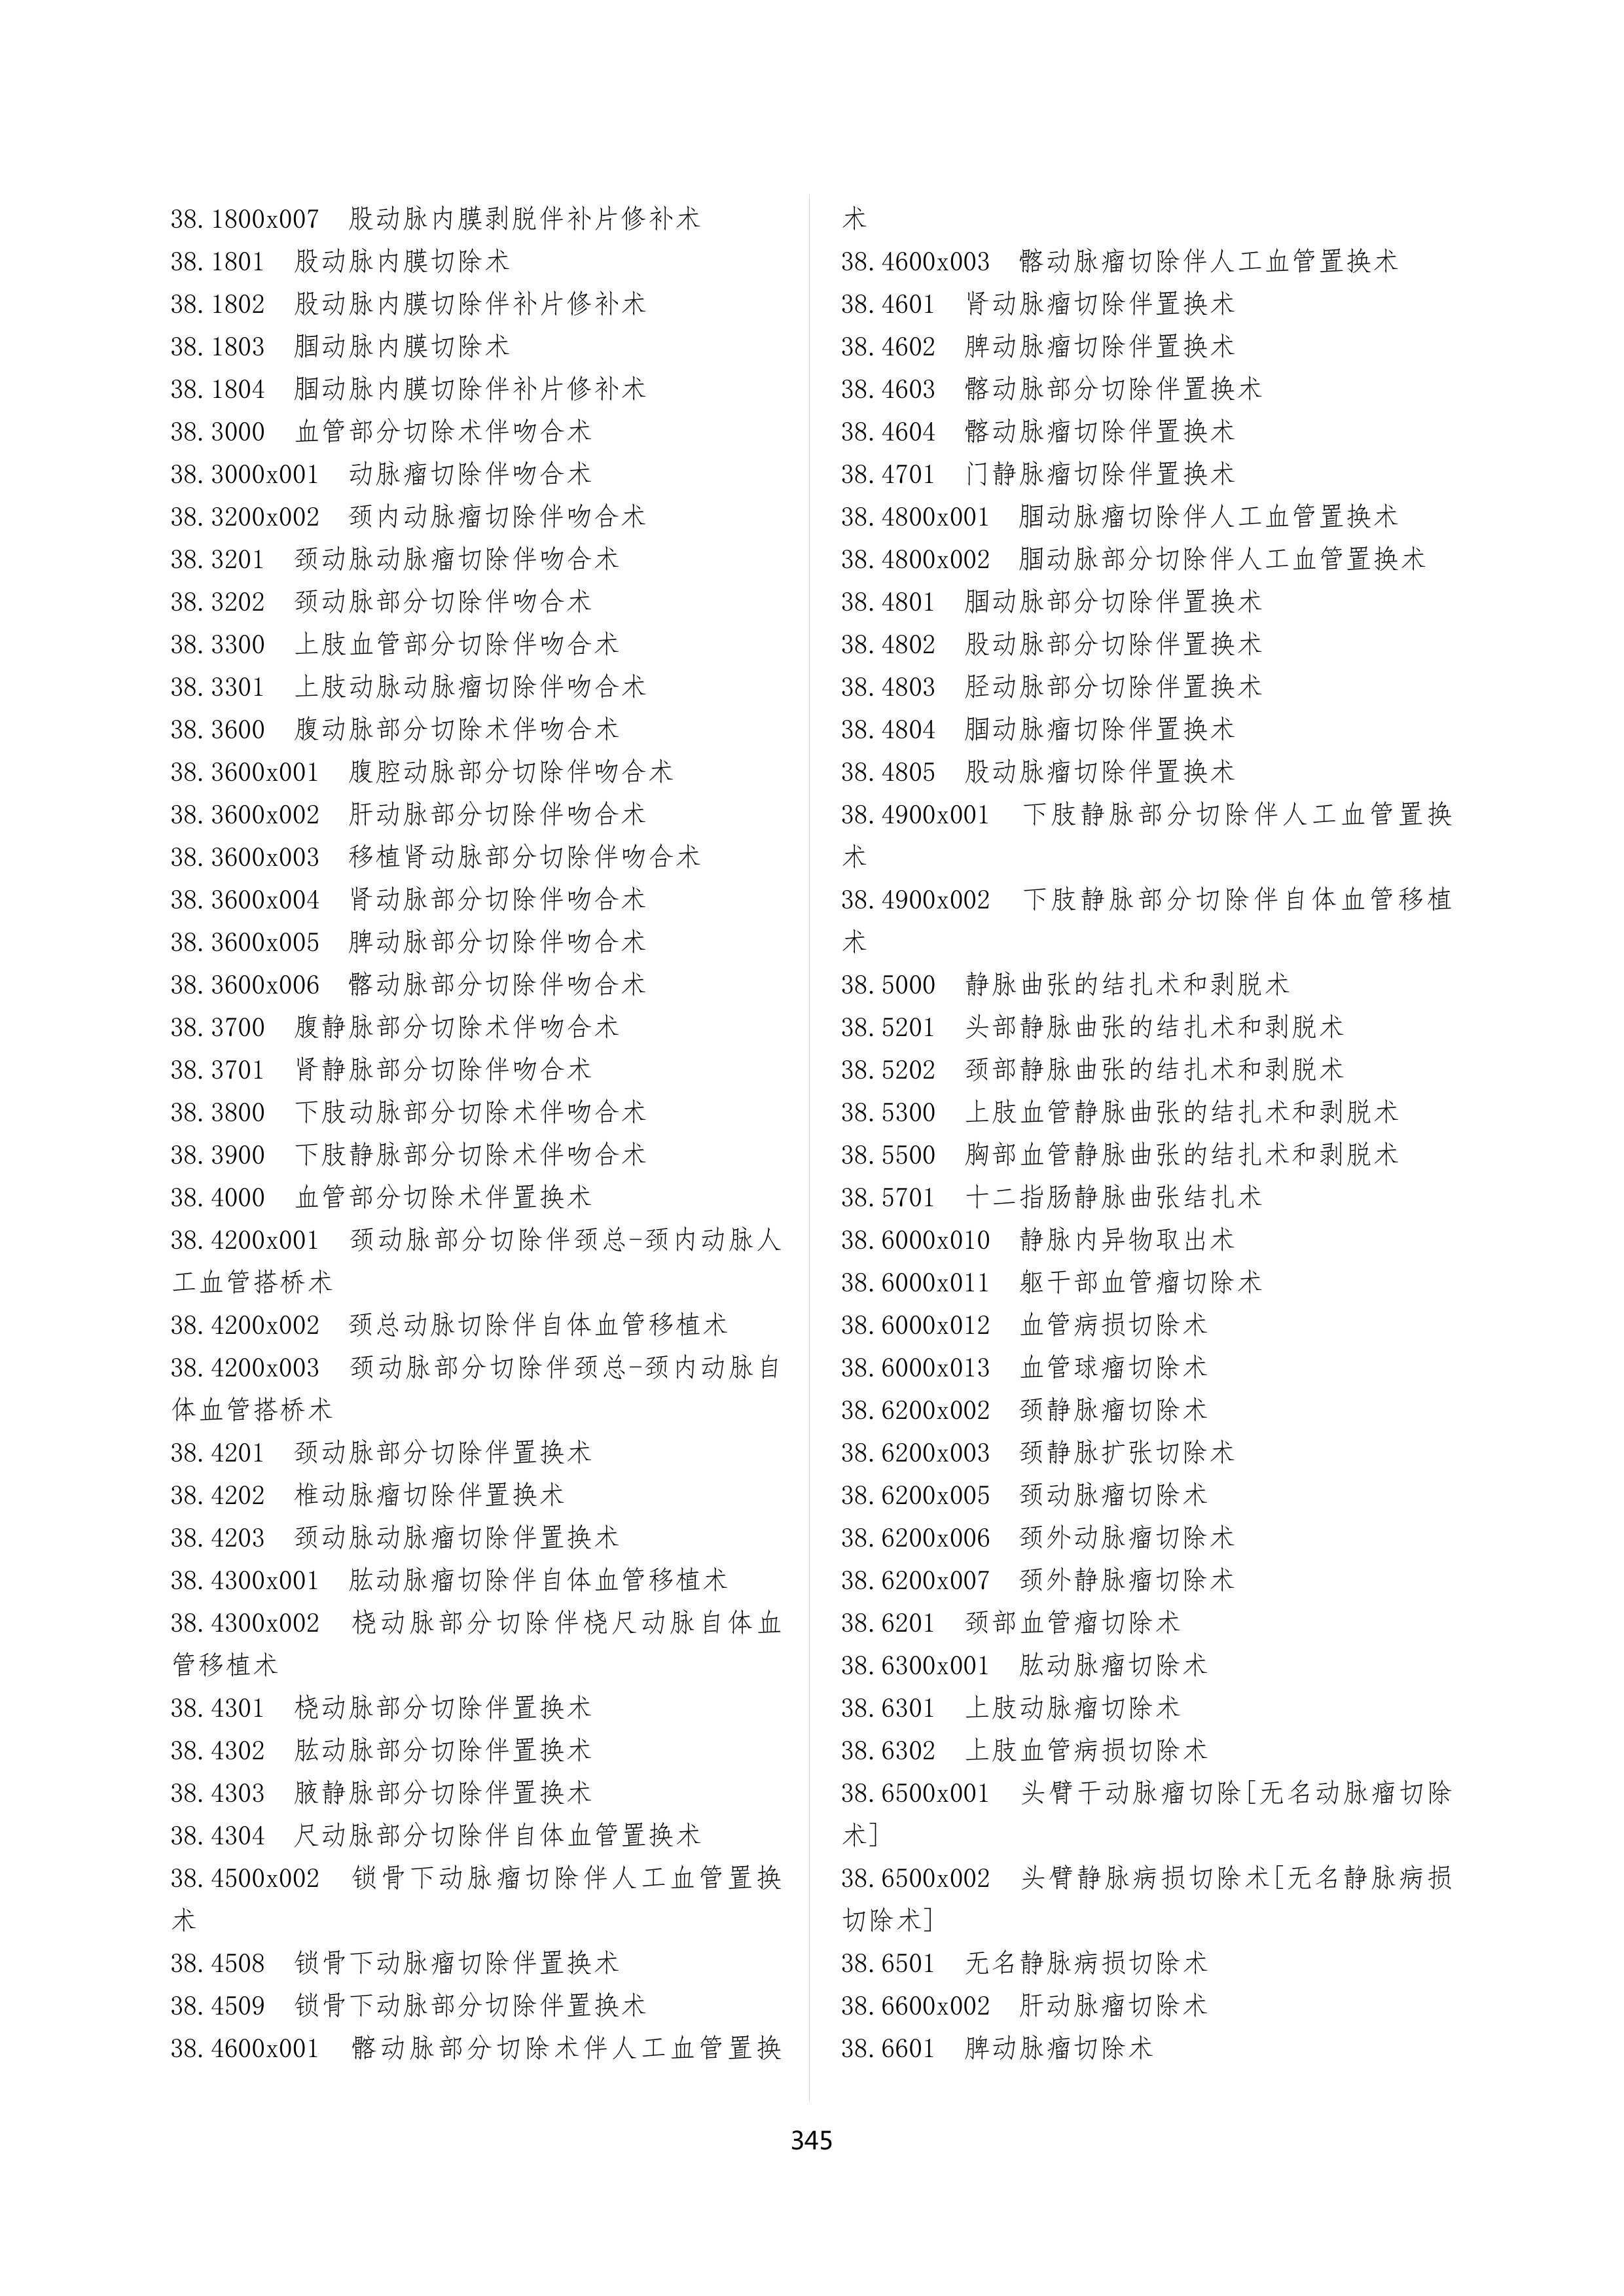 38.1800x007 股动脉内膜剥脱伴补片修补术
38.1801 股动脉内膜切除术
38.1802 股动脉内膜切除伴补片修补术
38.1803 腘动脉内膜切除术
38.1804 腘动脉内膜切除伴补片修补术
38.3000 血管部分切除术伴吻合术
38.3000x001 动脉瘤切除伴吻合术
38.3200x002 颈内动脉瘤切除伴吻合术
38.3201 颈动脉动脉瘤切除伴吻合术
38.3202 颈动脉部分切除伴吻合术
38.3300 上肢血管部分切除伴吻合术
38.3301 上肢动脉动脉瘤切除伴吻合术
38.3600 腹动脉部分切除术伴吻合术
38.3600x001 腹腔动脉部分切除伴吻合术
38.3600x002 肝动脉部分切除伴吻合术
38.3600x003 移植肾动脉部分切除伴吻合术
38.3600x004 肾动脉部分切除伴吻合术
38.3600x005 脾动脉部分切除伴吻合术
38.3600x006 髂动脉部分切除伴吻合术
38.3700 腹静脉部分切除术伴吻合术
38.3701 肾静脉部分切除伴吻合术
38.3800 下肢动脉部分切除术伴吻合术
38.3900 下肢静脉部分切除术伴吻合术
38.4000 血管部分切除术伴置换术
38.4200x001 颈动脉部分切除伴颈总-颈内动脉人
工血管搭桥术
38.4200x002 颈总动脉切除伴自体血管移植术
38.4200x003 颈动脉部分切除伴颈总-颈内动脉自
体血管搭桥术
38.4201 颈动脉部分切除伴置换术
38.4202 椎动脉瘤切除伴置换术
38.4203 颈动脉动脉瘤切除伴置换术
38.4300x001 肱动脉瘤切除伴自体血管移植术
38.4300x002 桡动脉部分切除伴桡尺动脉自体血
管移植术
38.4301 桡动脉部分切除伴置换术
38.4302 肱动脉部分切除伴置换术
38.4303 腋静脉部分切除伴置换术
38.4304 尺动脉部分切除伴自体血管置换术
38.4500x002 锁骨下动脉瘤切除伴人工血管置换
术
38.4508 锁骨下动脉瘤切除伴置换术
38.4509 锁骨下动脉部分切除伴置换术
38.4600x001 髂动脉部分切除术伴人工血管置换
术
38.4600x003 髂动脉瘤切除伴人工血管置换术
38.4601 肾动脉瘤切除伴置换术
38.4602 脾动脉瘤切除伴置换术
38.4603 髂动脉部分切除伴置换术
38.4604 髂动脉瘤切除伴置换术
38.4701 门静脉瘤切除伴置换术
38.4800x001 腘动脉瘤切除伴人工血管置换术
38.4800x002 腘动脉部分切除伴人工血管置换术
38.4801 腘动脉部分切除伴置换术
38.4802 股动脉部分切除伴置换术
38.4803 胫动脉部分切除伴置换术
38.4804 腘动脉瘤切除伴置换术
38.4805 股动脉瘤切除伴置换术
38.4900x001 下肢静脉部分切除伴人工血管置换
术
38.4900x002 下肢静脉部分切除伴自体血管移植
术
38.5000 静脉曲张的结扎术和剥脱术
38.5201 头部静脉曲张的结扎术和剥脱术
38.5202 颈部静脉曲张的结扎术和剥脱术
38.5300 上肢血管静脉曲张的结扎术和剥脱术
38.5500 胸部血管静脉曲张的结扎术和剥脱术
38.5701 十二指肠静脉曲张结扎术
38.6000x010 静脉内异物取出术
38.6000x011 躯干部血管瘤切除术
38.6000x012 血管病损切除术
38.6000x013 血管球瘤切除术
38.6200x002 颈静脉瘤切除术
38.6200x003 颈静脉扩张切除术
38.6200x005 颈动脉瘤切除术
38.6200x006 颈外动脉瘤切除术
38.6200x007 颈外静脉瘤切除术
38.6201 颈部血管瘤切除术
38.6300x001 肱动脉瘤切除术
38.6301 上肢动脉瘤切除术
38.6302 上肢血管病损切除术
38.6500x001 头臂干动脉瘤切除[无名动脉瘤切除
术]
38.6500x002 头臂静脉病损切除术[无名静脉病损
切除术]
38.6501 无名静脉病损切除术
38.6600x002 肝动脉瘤切除术
38.6601 脾动脉瘤切除术
345